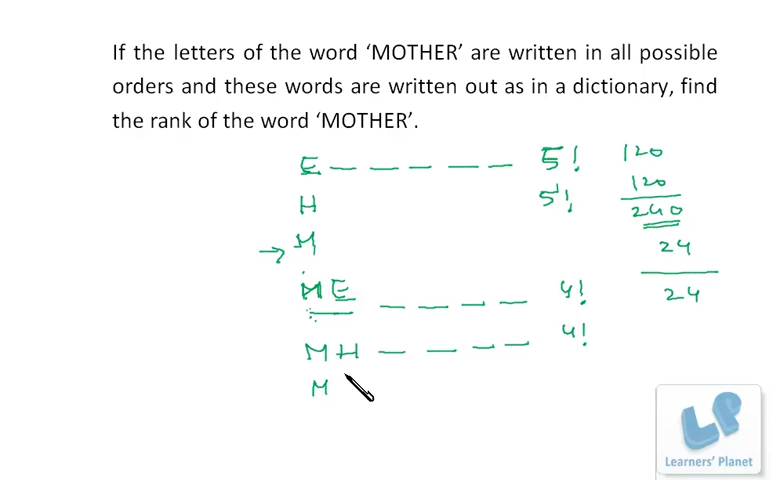 If the letters of the word ‘MOTHER’ are written in all possible
orders and these words are written out as in a dictionary, find
the rank of the word ‘MOTHER’.
E _ _ _ _ _ 5! 120
H 5! 120
240
→ M 24
ME _ _ _ _ 4! 24
MH _ _ _ _ 4!
M
LP
Learners’ Planet